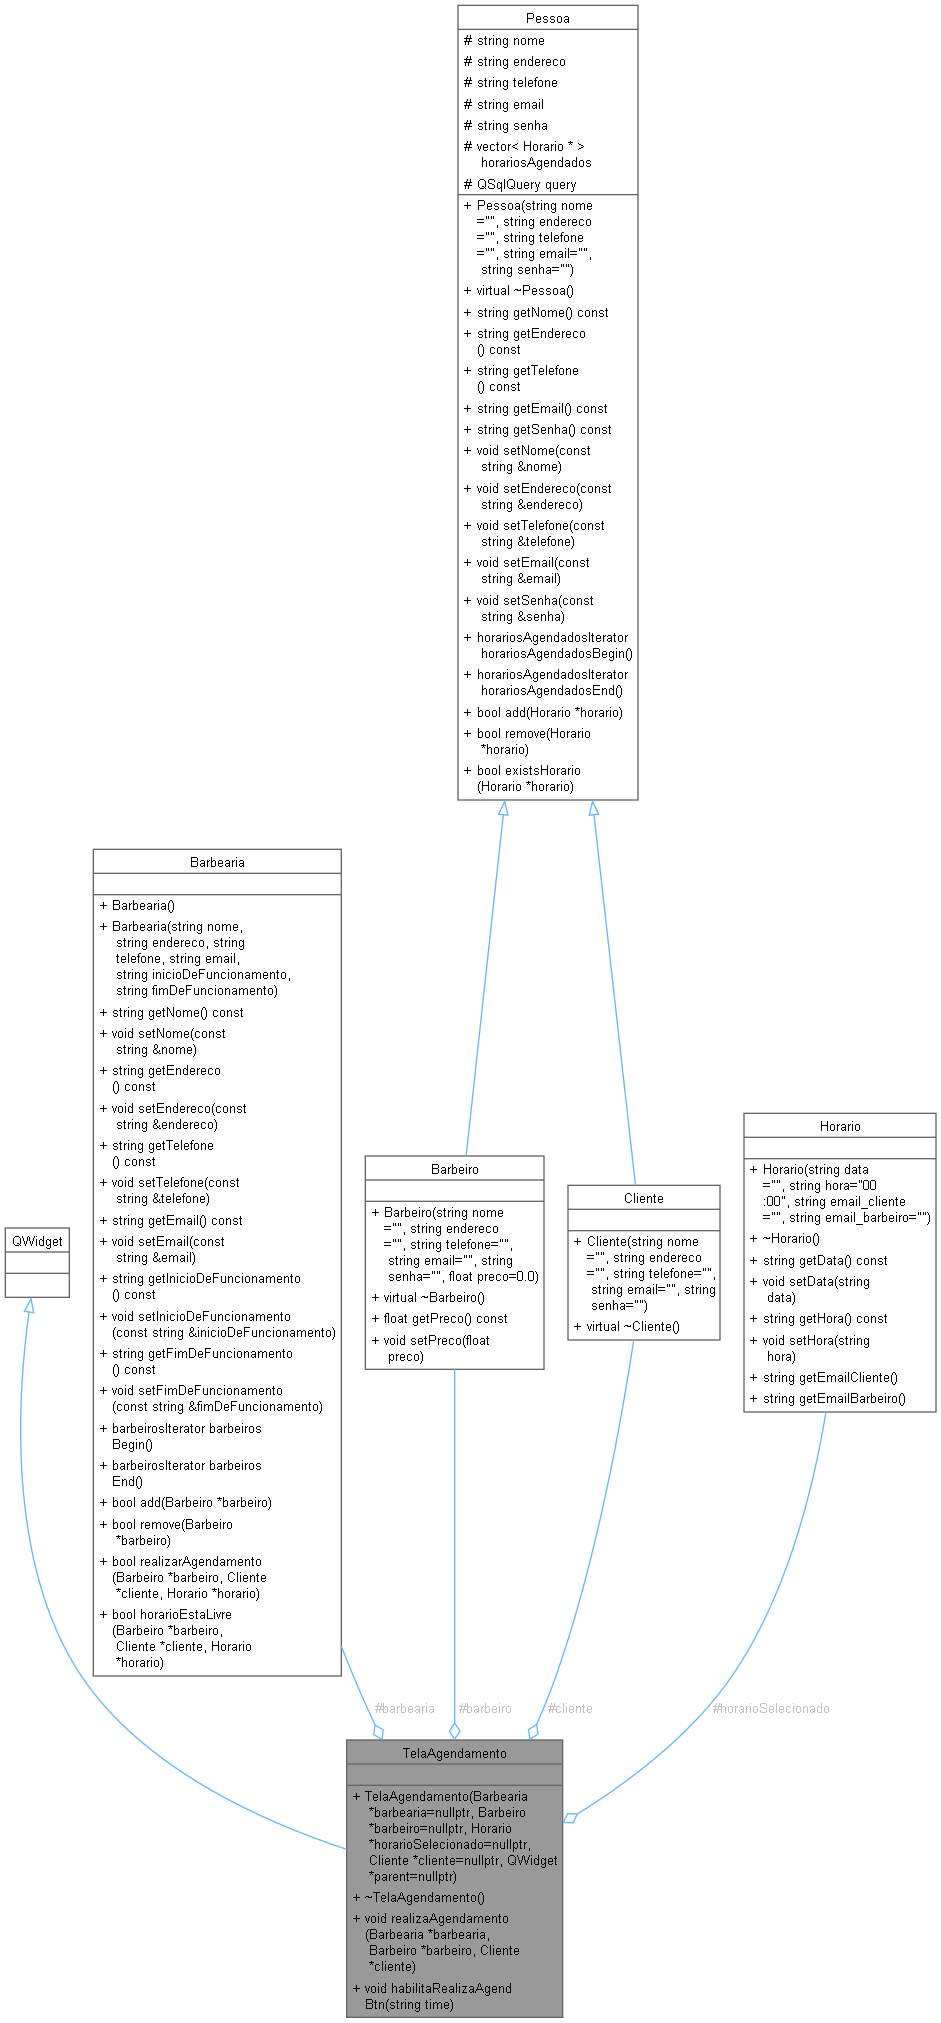 Pessoa
# string nome
# string endereco
# string telefone
# string email
# string senha
# vector< Horario * >
horariosAgendados
# QSqlQuery query
+ Pessoa(string nome
="", string endereco
="", string telefone
="", string email="",
string senha="")
+ virtual ~Pessoa()
+ string getNome() const
+ string getEndereco
() const
+ string getTelefone
() const
+ string getEmail() const
+ string getSenha() const
+ void setNome(const
string &nome)
+ void setEndereco(const
string &endereco)
+ void setTelefone(const
string &telefone)
+ void setEmail(const
string &email)
+ void setSenha(const
string &senha)
+ horariosAgendadosIterator
horariosAgendadosBegin()
+ horariosAgendadosIterator
horariosAgendadosEnd()
+ bool add(Horario *horario)
+ bool remove(Horario
*horario)
+ bool existsHorario
(Horario *horario)
Barbearia
+ Barbearia()
+ Barbearia(string nome,
string endereco, string
telefone, string email,
string inicioDeFuncionamento,
string fimDeFuncionamento)
+ string getNome() const
+ void setNome(const
string &nome)
+ string getEndereco
() const
+ void setEndereco(const
string &endereco)
+ string getTelefone
() const
+ void setTelefone(const
string &telefone)
+ string getEmail() const
+ void setEmail(const
string &email)
+ string getInicioDeFuncionamento
() const
+ void setInicioDeFuncionamento
(const string &inicioDeFuncionamento)
+ string getFimDeFuncionamento
() const
+ void setFimDeFuncionamento
(const string &fimDeFuncionamento)
+ barbeirosIterator barbeiros
Begin()
+ barbeirosIterator barbeiros
End()
+ bool add(Barbeiro *barbeiro)
+ bool remove(Barbeiro
*barbeiro)
+ bool realizarAgendamento
(Barbeiro *barbeiro, Cliente
*cliente, Horario *horario)
+ bool horarioEstaLivre
(Barbeiro *barbeiro,
Cliente *cliente, Horario
*horario)
QWidget
Barbeiro
+ Barbeiro(string nome
="", string endereco
="", string telefone="",
string email="", string
senha="", float preco=0.0)
+ virtual ~Barbeiro()
+ float getPreco() const
+ void setPreco(float
preco)
Cliente
+ Cliente(string nome
="", string endereco
="", string telefone="",
string email="", string
senha="")
+ virtual ~Cliente()
Horario
+ Horario(string data
="", string hora="00
:00", string email_cliente
="", string email_barbeiro="")
+ ~Horario()
+ string getData() const
+ void setData(string
data)
+ string getHora() const
+ void setHora(string
hora)
+ string getEmailCliente()
+ string getEmailBarbeiro()
#barbearia
#barbeiro
#cliente
#horarioSelecionado
TelaAgendamento
+ TelaAgendamento(Barbearia
*barbearia=nullptr, Barbeiro
*barbeiro=nullptr, Horario
*horarioSelecionado=nullptr,
Cliente *cliente=nullptr, QWidget
*parent=nullptr)
+ ~TelaAgendamento()
+ void realizaAgendamento
(Barbearia *barbearia,
Barbeiro *barbeiro, Cliente
*cliente)
+ void habilitaRealizaAgend
Btn(string time)